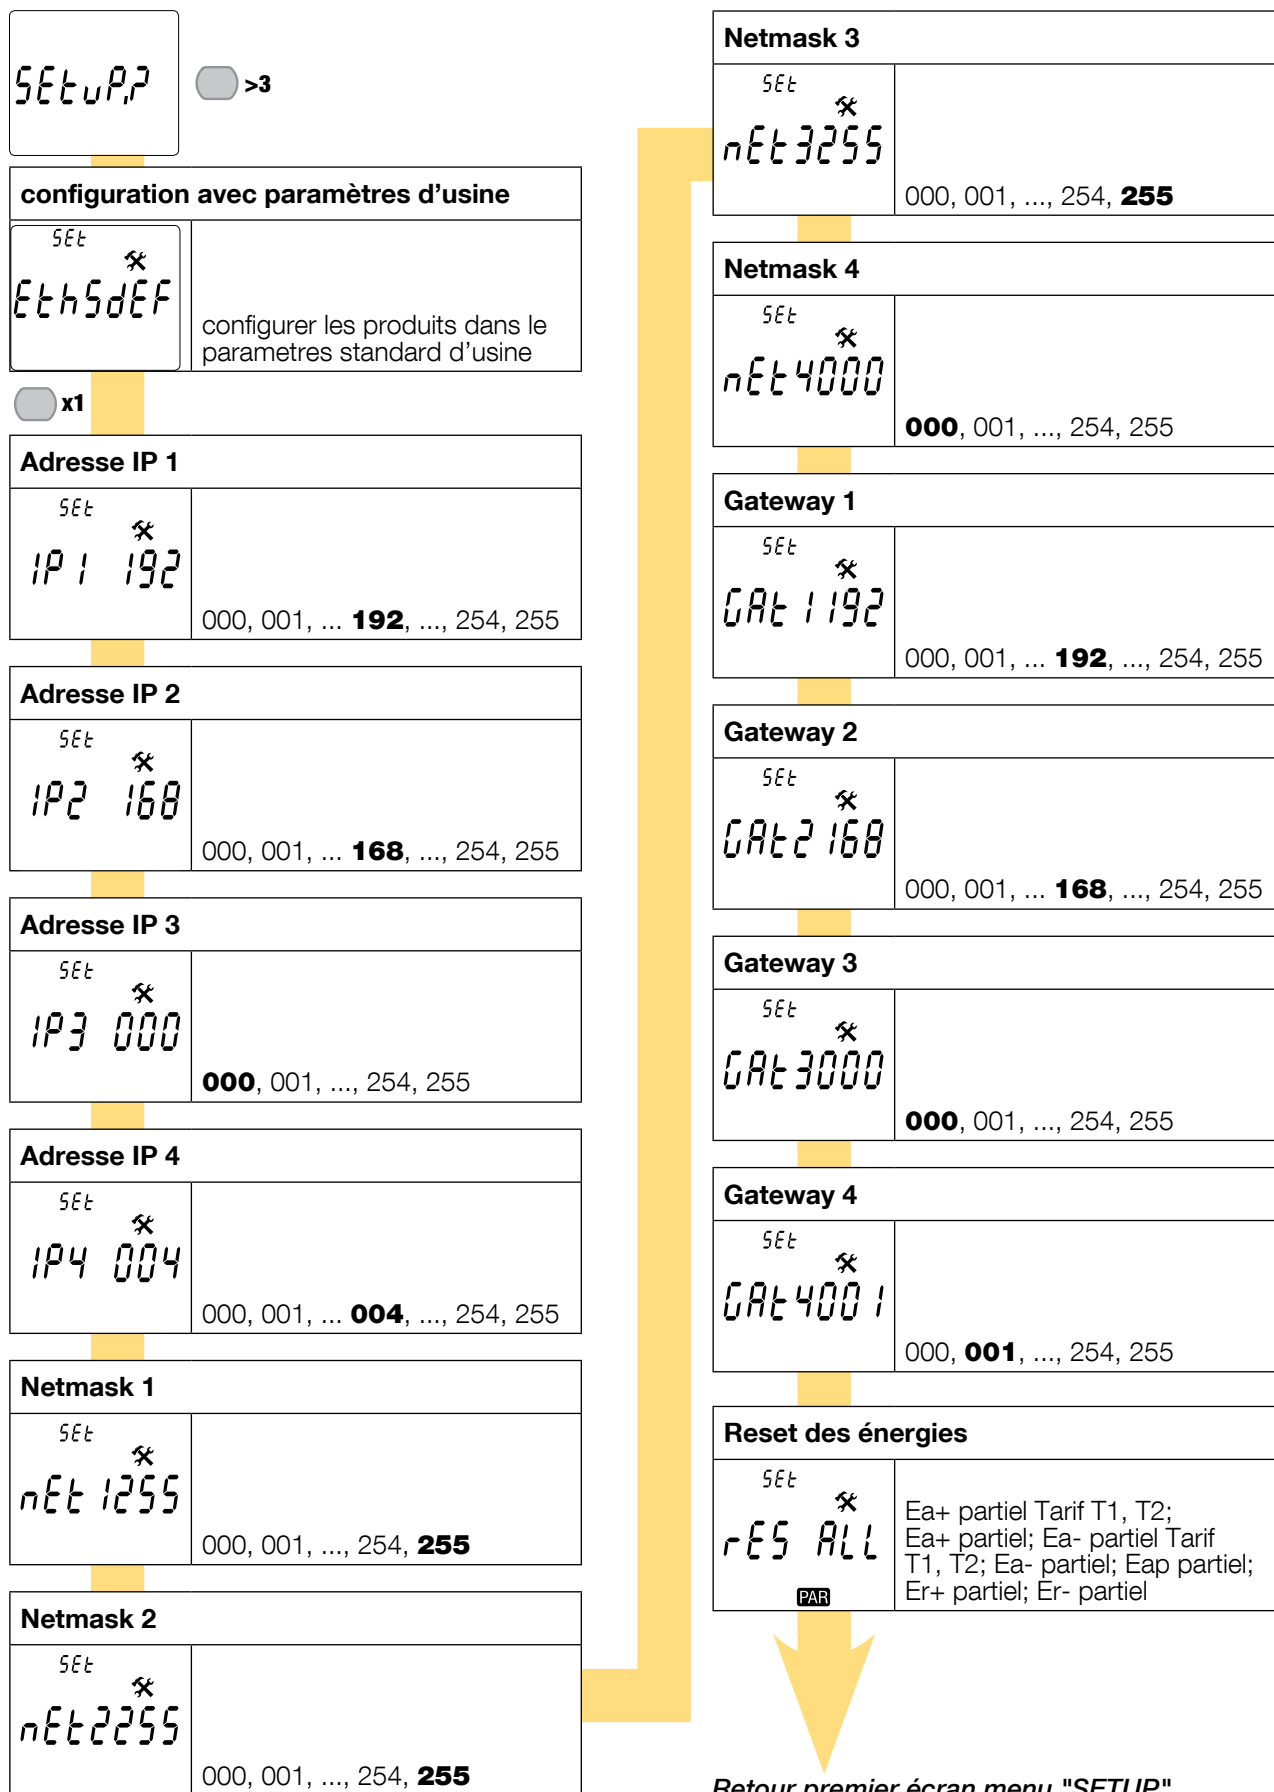 SEtuP,?
>3
configuration avec paramètres d’usine
SEt
EthSdEF
configurer les produits dans le
parametres standard d’usine
x1
Adresse IP 1
SEt
IP1 192
000, 001, ... 192, ..., 254, 255
Adresse IP 2
SEt
IP2 168
000, 001, ... 168, ..., 254, 255
Adresse IP 3
SEt
IP3 000
000, 001, ..., 254, 255
Adresse IP 4
SEt
IP4 004
000, 001, ... 004, ..., 254, 255
Netmask 1
SEt
nEt1255
000, 001, ..., 254, 255
Netmask 2
SEt
nEt2255
000, 001, ..., 254, 255
Netmask 3
SEt
nEt3255
000, 001, ..., 254, 255
Netmask 4
SEt
nEt4000
000, 001, ..., 254, 255
Gateway 1
SEt
GAt1192
000, 001, ... 192, ..., 254, 255
Gateway 2
SEt
GAt2168
000, 001, ... 168, ..., 254, 255
Gateway 3
SEt
GAt3000
000, 001, ..., 254, 255
Gateway 4
SEt
GAt4001
000, 001, ..., 254, 255
Reset des énergies
SEt
rES ALL
PAR
Ea+ partiel Tarif T1, T2;
Ea+ partiel; Ea- partiel Tarif
T1, T2; Ea- partiel; Eap partiel;
Er+ partiel; Er- partiel
Retour premier écran menu "SETUP"